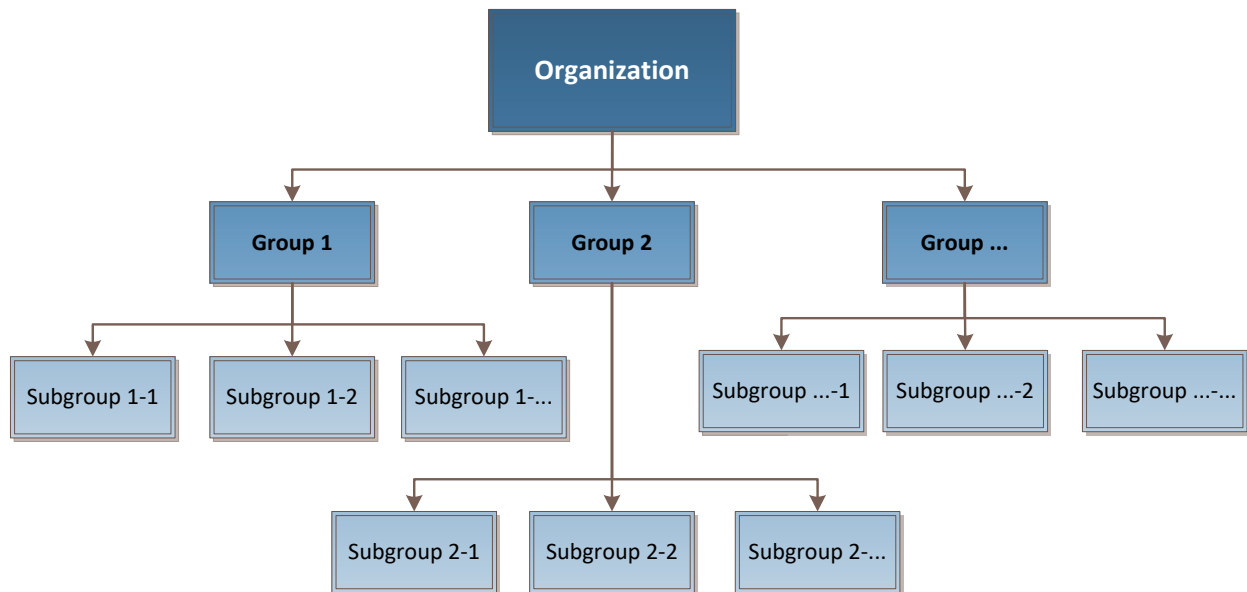 Organization
Group 1
Group 2
Group ...
Subgroup 1-1
Subgroup 1-2
Subgroup 1-...
Subgroup ...-1
Subgroup ...-2
Subgroup ...-...
Subgroup 2-1
Subgroup 2-2
Subgroup 2-...